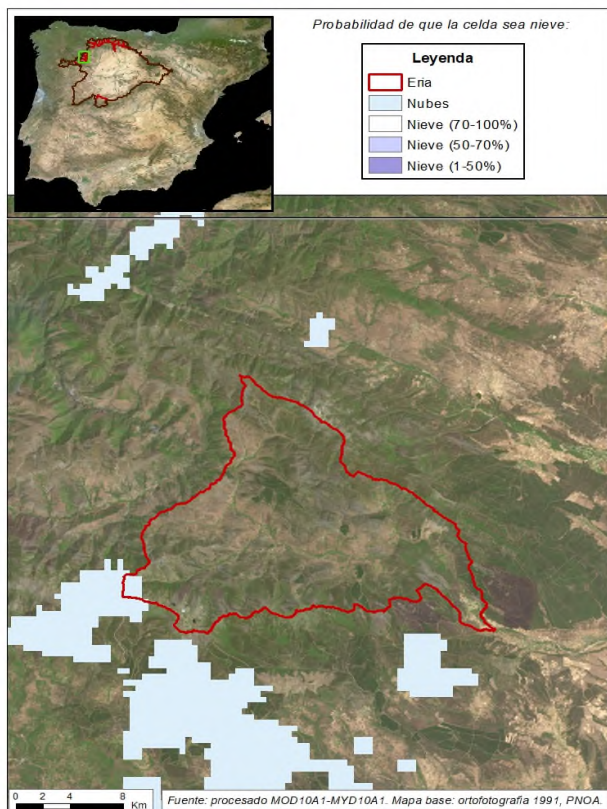 Probabilidad de que la celda sea nieve:
Leyenda
Eria
Nubes
Nieve (70-100%)
Nieve (50-70%)
Nieve (1-50%)
0 2 4 8
Km
Fuente: procesado MOD10A1-MYD10A1. Mapa base: ortofotografia 1991, PNOA